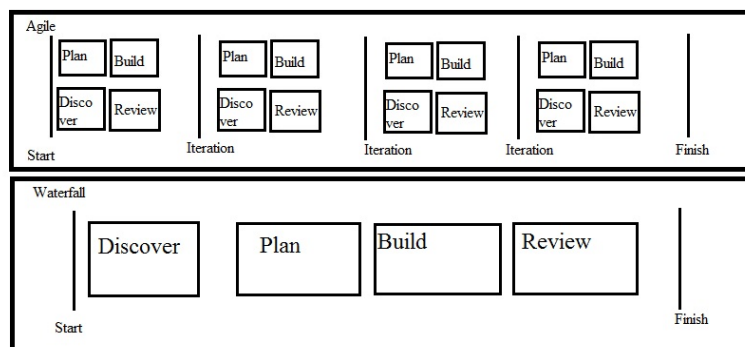 Agile
Plan Build
Disco
ver
Review
Plan Build
Disco
ver
Review
Plan Build
Disco
ver
Review
Plan Build
Disco
ver
Review
Start Iteration Iteration Iteration Finish
Waterfall
Discover Plan Build Review
Start Finish